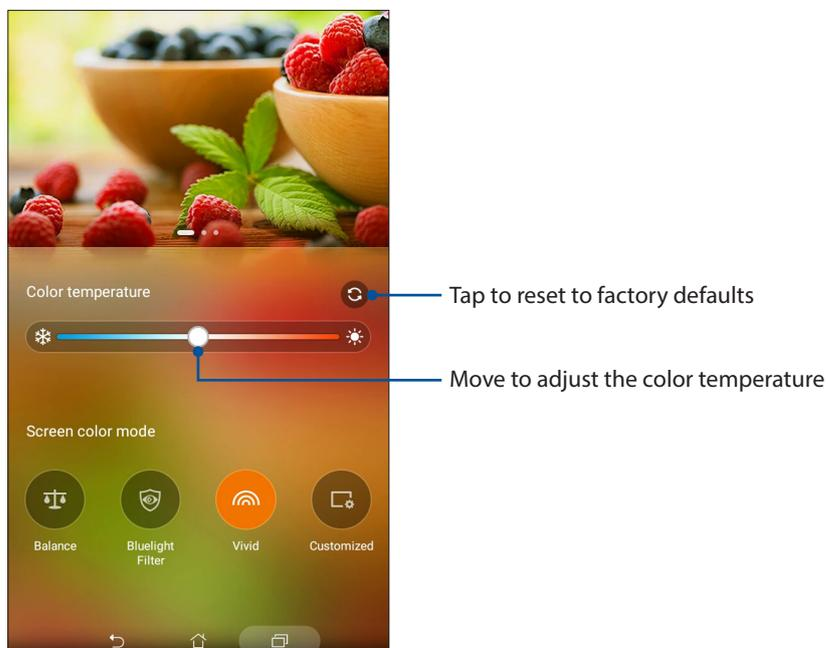 Color temperature
Tap to reset to factory defaults
Move to adjust the color temperature
Screen color mode
Balance
Bluelight
Filter
Vivid
Customized